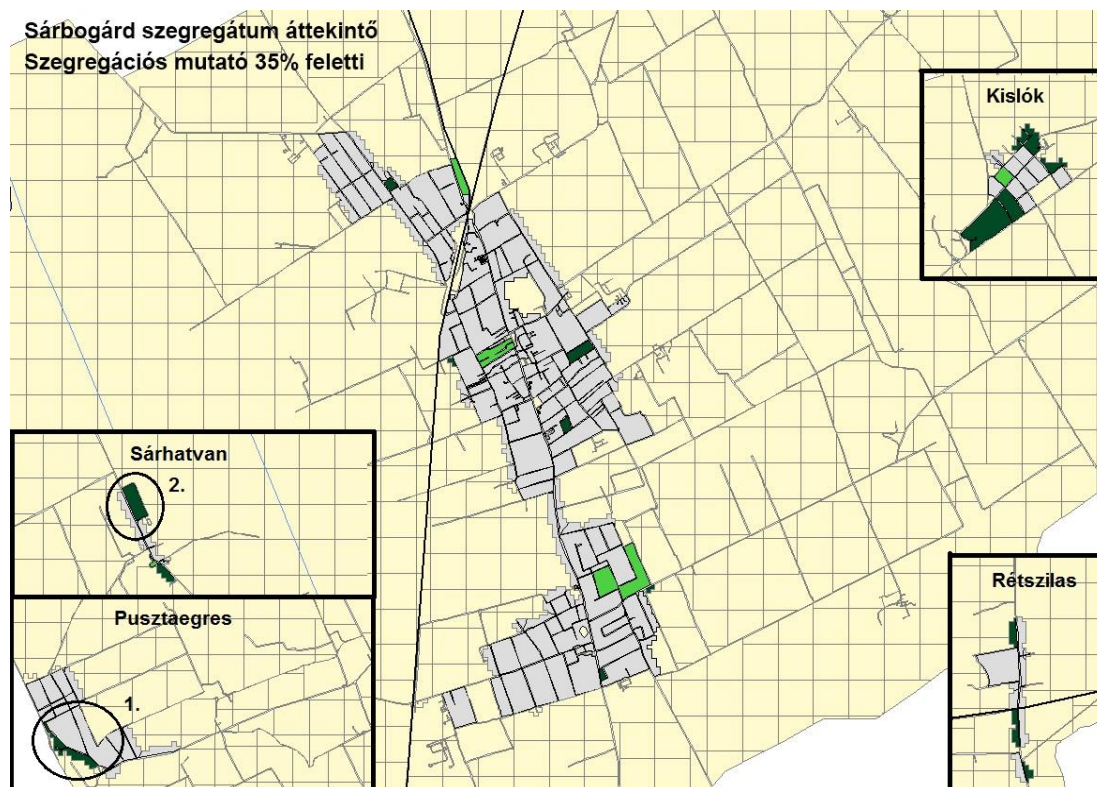 Sárbogárd szegregátum áttekintő
Szegregációs mutató 35% feletti
Kislók
Sárhatvan
2.
Pusztaegres
1.
Rétszilas